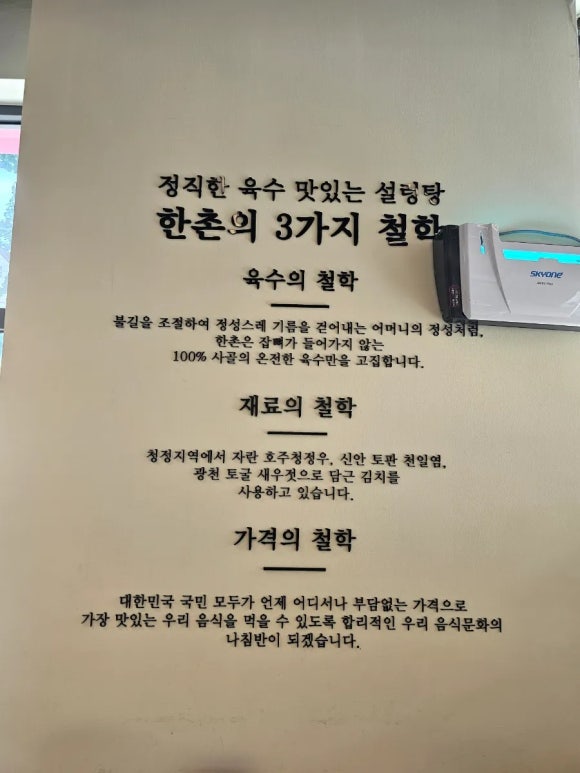 정직한 육수 맛있는 설렁탕
한촌의 3가지 철학
육수의 철학
불길을 조절하여 정성스레 기름을 걷어내는 어머니의 정성처럼,
한촌은 잡뼈가 들어가지 않는
100% 사골의 온전한 육수만을 고집합니다.
재료의 철학
청정지역에서 자란 호주청정우, 신안 토판 천일염,
광천 토굴 새우젓으로 담근 김치를
사용하고 있습니다.
가격의 철학
대한민국 국민 모두가 언제 어디서나 부담없는 가격으로
가장 맛있는 우리 음식을 먹을 수 있도록 합리적인 우리 음식문화의
나침반이 되겠습니다.
SKYONE